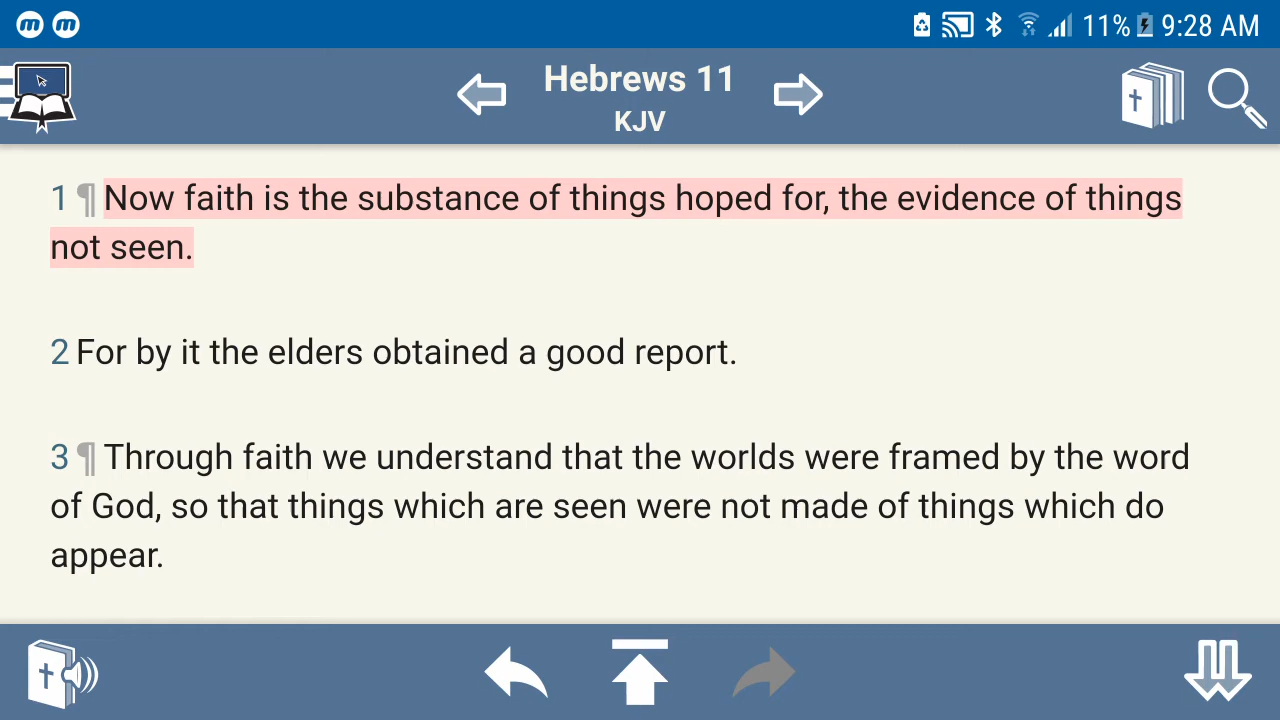 11% 9:28 AM
Hebrews 11
KJV
1 ¶ Now faith is the substance of things hoped for, the evidence of things
not seen.
2 For by it the elders obtained a good report.
3 ¶ Through faith we understand that the worlds were framed by the word
of God, so that things which are seen were not made of things which do
appear.